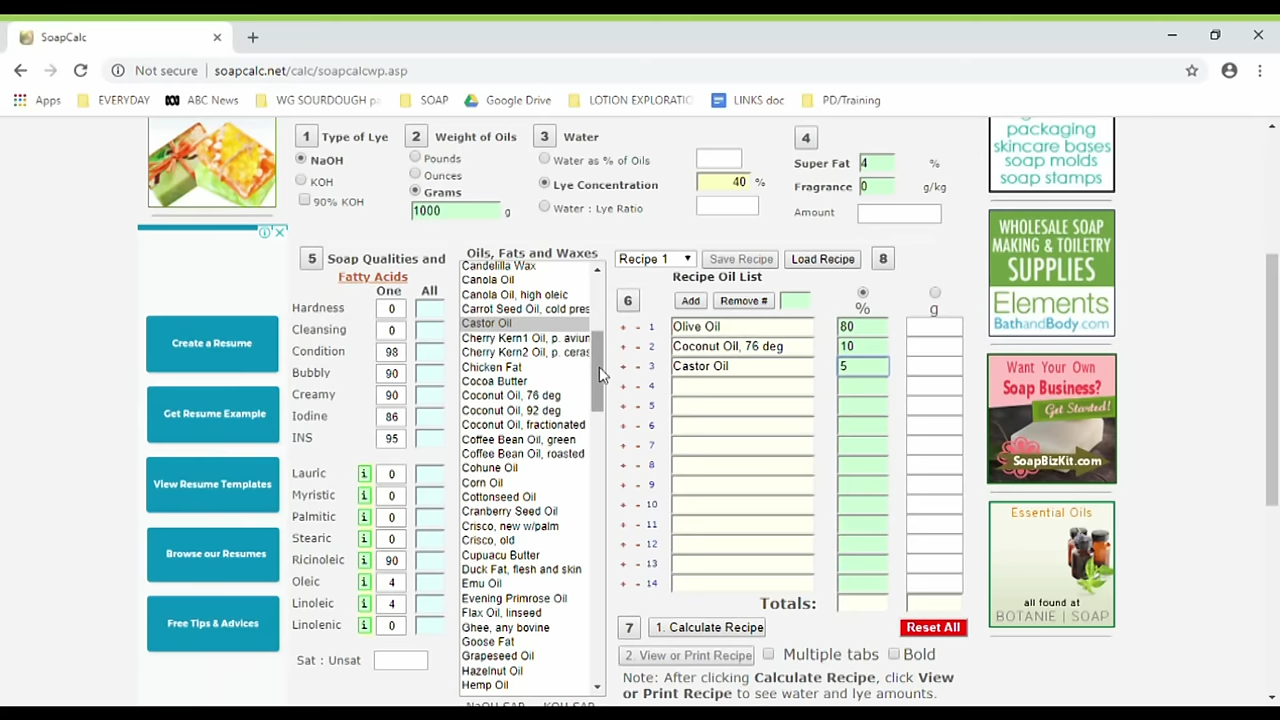 SoapCalc
Not secure
soapcalc.net/calc/soapcalcwp.asp
Apps
EVERYDAY
ABC News
WG SOURDOUGH pa
SOAP
Google Drive
LOTION EXPLORATIO
LINKS doc
PD/Training
1 Type of Lye
NaOH
KOH
90% KOH
2 Weight of Oils
Pounds
Ounces
Grams
1000 g
3 Water
Water as % of Oils
Lye Concentration 40 %
Water : Lye Ratio
4
Super Fat 4 %
Fragrance 0 g/kg
Amount
packaging
skincare bases
soap molds
soap stamps
WHOLESALE SOAP
MAKING & TOILETRY
SUPPLIES
Elements
BathandBody.com
Want Your Own
Soap Business?
Get Started!
SoapBizKit.com
Essential Oils
all found at
BOTANIE | SOAP
Create a Resume
Get Resume Example
View Resume Templates
Browse our Resumes
Free Tips & Advices
5 Soap Qualities and
Fatty Acids
One All
Hardness 0
Cleansing 0
Condition 98
Bubbly 90
Creamy 90
Iodine 86
INS 95
Lauric i 0
Myristic i 0
Palmitic i 0
Stearic i 0
Ricinoleic i 90
Oleic i 4
Linoleic i 4
Linolenic i 0
Sat : Unsat
Oils, Fats and Waxes
Candelilla Wax
Canola Oil
Canola Oil, high oleic
Carrot Seed Oil, cold pres
Castor Oil
Cherry Kern1 Oil, p. avium
Cherry Kern2 Oil, p. ceras
Chicken Fat
Cocoa Butter
Coconut Oil, 76 deg
Coconut Oil, 92 deg
Coconut Oil, fractionated
Coffee Bean Oil, green
Coffee Bean Oil, roasted
Cohune Oil
Corn Oil
Cottonseed Oil
Cranberry Seed Oil
Crisco, new w/palm
Crisco, old
Cupuacu Butter
Duck Fat, flesh and skin
Emu Oil
Evening Primrose Oil
Flax Oil, linseed
Ghee, any bovine
Goose Fat
Grapeseed Oil
Hazelnut Oil
Hemp Oil
NaOH SAP KOH SAP
Recipe 1
Save Recipe
Load Recipe
8
Recipe Oil List
6
Add
Remove #
% g
+ - 1 Olive Oil 80
+ - 2 Coconut Oil, 76 deg 10
+ - 3 Castor Oil 5
+ - 4
+ - 5
+ - 6
+ - 7
+ - 8
+ - 9
+ - 10
+ - 11
+ - 12
+ - 13
+ - 14
Totals:
7
1. Calculate Recipe
Reset All
2. View or Print Recipe
Multiple tabs
Bold
Note: After clicking Calculate Recipe, click View
or Print Recipe to see water and lye amounts.